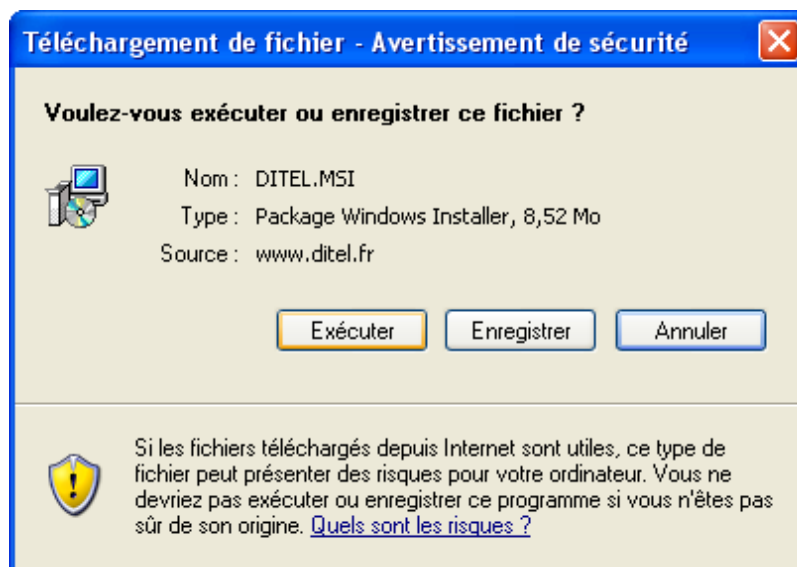 Téléchargement de fichier - Avertissement de sécurité
Voulez-vous exécuter ou enregistrer ce fichier ?
Nom : DITEL.MSI
Type : Package Windows Installer, 8,52 Mo
Source : www.ditel.fr
Exécuter Enregistrer Annuler
Si les fichiers téléchargés depuis Internet sont utiles, ce type de
fichier peut présenter des risques pour votre ordinateur. Vous ne
devriez pas exécuter ou enregistrer ce programme si vous n'êtes pas
sûr de son origine. Quels sont les risques ?